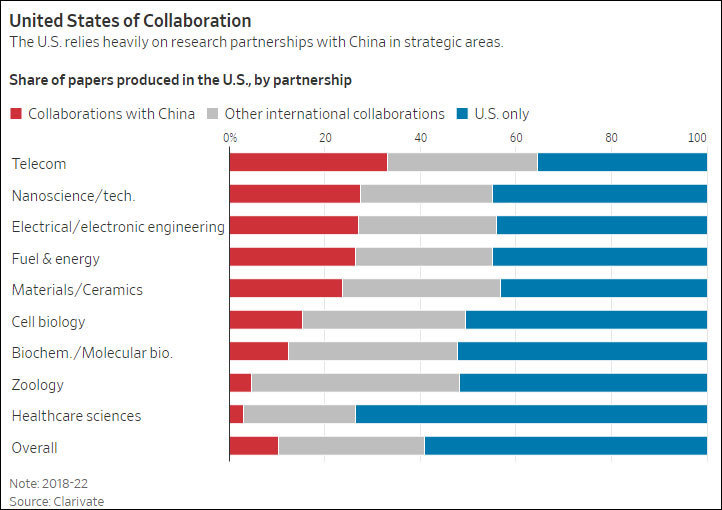 United States of Collaboration
The U.S. relies heavily on research partnerships with China in strategic areas.
Share of papers produced in the U.S., by partnership
Collaborations with China Other international collaborations U.S. only
0% 20 40 60 80 100
Telecom
Nanoscience/tech.
Electrical/electronic engineering
Fuel & energy
Materials/Ceramics
Cell biology
Biochem./Molecular bio.
Zoology
Healthcare sciences
Overall
Note: 2018-22
Source: Clarivate